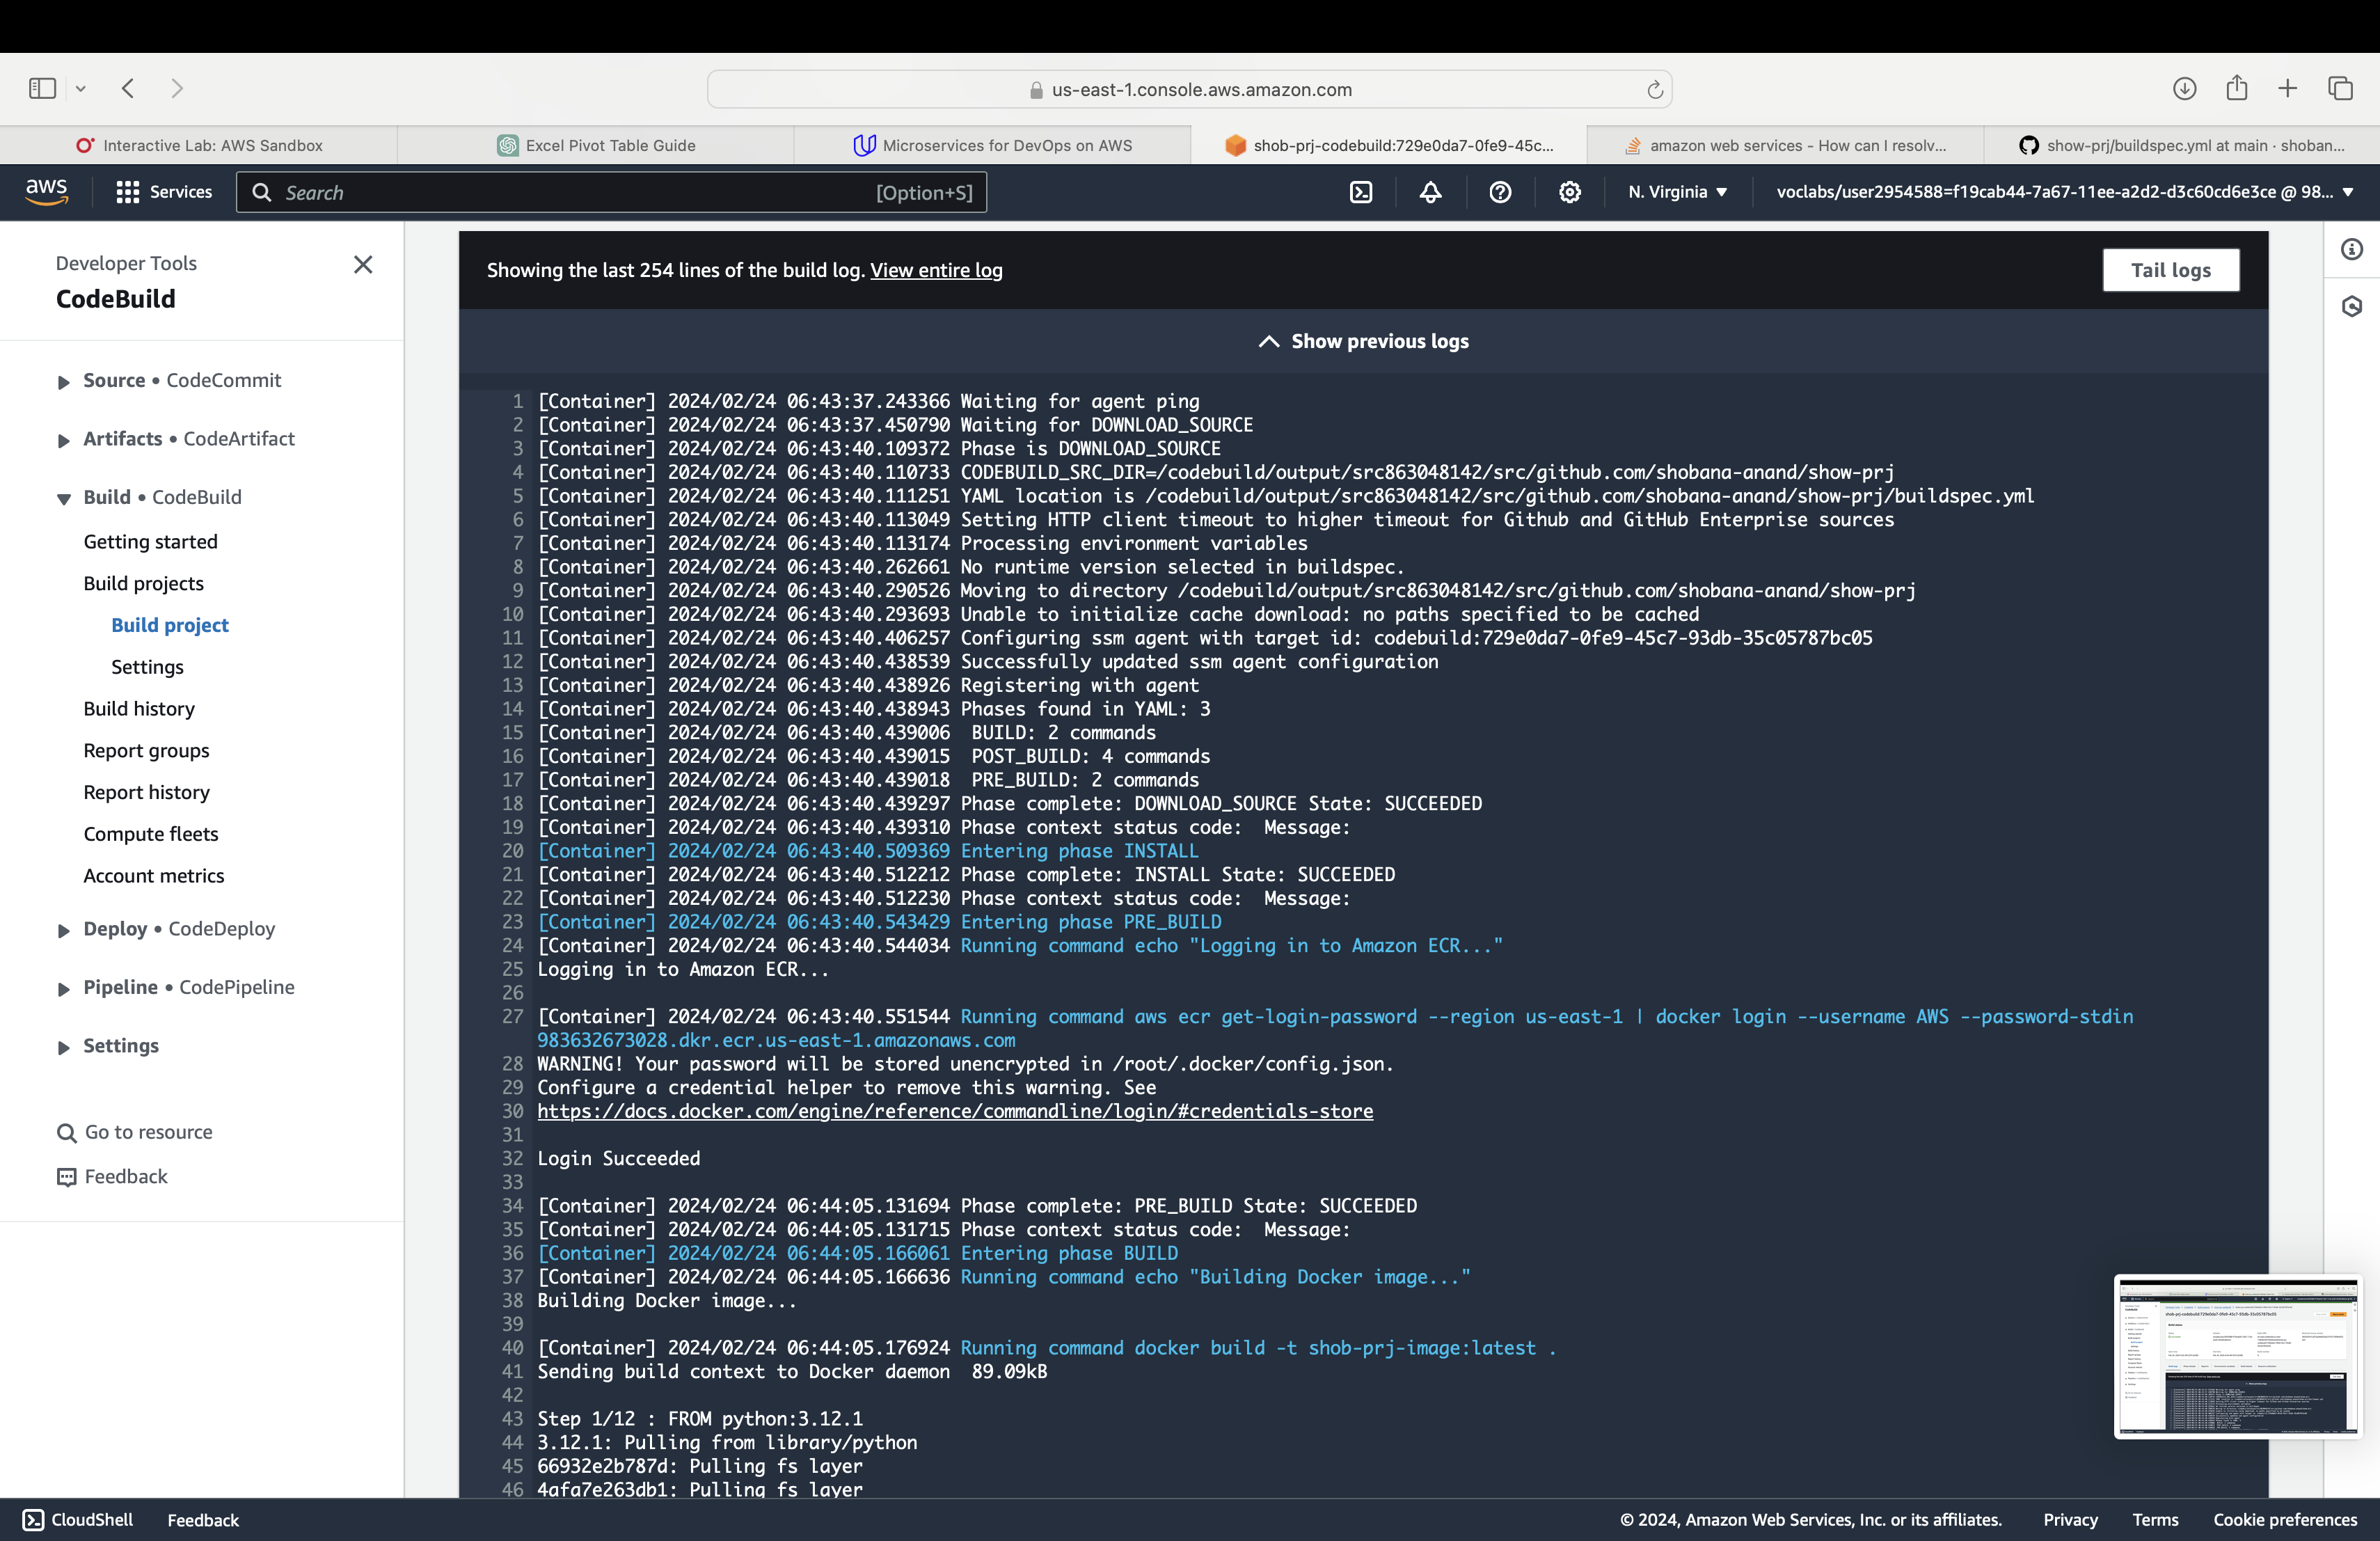 us-east-1.console.aws.amazon.com
Interactive Lab: AWS Sandbox
Excel Pivot Table Guide
Microservices for DevOps on AWS
shob-prj-codebuild:729e0da7-0fe9-45c...
amazon web services - How can I resolv...
show-prj/buildspec.yml at main · shoban...
aws
Services
Search
[Option+S]
N. Virginia
voclabs/user2954588=f19cab44-7a67-11ee-a2d2-d3c60cd6e3ce @ 98...
Developer Tools
CodeBuild
Source • CodeCommit
Artifacts • CodeArtifact
Build • CodeBuild
Getting started
Build projects
Build project
Settings
Build history
Report groups
Report history
Compute fleets
Account metrics
Deploy • CodeDeploy
Pipeline • CodePipeline
Settings
Go to resource
Feedback
Showing the last 254 lines of the build log. View entire log
Tail logs
Show previous logs
1 [Container] 2024/02/24 06:43:37.243366 Waiting for agent ping
2 [Container] 2024/02/24 06:43:37.450790 Waiting for DOWNLOAD_SOURCE
3 [Container] 2024/02/24 06:43:40.109372 Phase is DOWNLOAD_SOURCE
4 [Container] 2024/02/24 06:43:40.110733 CODEBUILD_SRC_DIR=/codebuild/output/src863048142/src/github.com/shobana-anand/show-prj
5 [Container] 2024/02/24 06:43:40.111251 YAML location is /codebuild/output/src863048142/src/github.com/shobana-anand/show-prj/buildspec.yml
6 [Container] 2024/02/24 06:43:40.113049 Setting HTTP client timeout to higher timeout for Github and GitHub Enterprise sources
7 [Container] 2024/02/24 06:43:40.113174 Processing environment variables
8 [Container] 2024/02/24 06:43:40.262661 No runtime version selected in buildspec.
9 [Container] 2024/02/24 06:43:40.290526 Moving to directory /codebuild/output/src863048142/src/github.com/shobana-anand/show-prj
10 [Container] 2024/02/24 06:43:40.293693 Unable to initialize cache download: no paths specified to be cached
11 [Container] 2024/02/24 06:43:40.406257 Configuring ssm agent with target id: codebuild:729e0da7-0fe9-45c7-93db-35c05787bc05
12 [Container] 2024/02/24 06:43:40.438539 Successfully updated ssm agent configuration
13 [Container] 2024/02/24 06:43:40.438926 Registering with agent
14 [Container] 2024/02/24 06:43:40.438943 Phases found in YAML: 3
15 [Container] 2024/02/24 06:43:40.439006  BUILD: 2 commands
16 [Container] 2024/02/24 06:43:40.439015  POST_BUILD: 4 commands
17 [Container] 2024/02/24 06:43:40.439018  PRE_BUILD: 2 commands
18 [Container] 2024/02/24 06:43:40.439297 Phase complete: DOWNLOAD_SOURCE State: SUCCEEDED
19 [Container] 2024/02/24 06:43:40.439310 Phase context status code:  Message:
20 [Container] 2024/02/24 06:43:40.509369 Entering phase INSTALL
21 [Container] 2024/02/24 06:43:40.512212 Phase complete: INSTALL State: SUCCEEDED
22 [Container] 2024/02/24 06:43:40.512230 Phase context status code:  Message:
23 [Container] 2024/02/24 06:43:40.543429 Entering phase PRE_BUILD
24 [Container] 2024/02/24 06:43:40.544034 Running command echo "Logging in to Amazon ECR..."
25 Logging in to Amazon ECR...
26
27 [Container] 2024/02/24 06:43:40.551544 Running command aws ecr get-login-password --region us-east-1 | docker login --username AWS --password-stdin
983632673028.dkr.ecr.us-east-1.amazonaws.com
28 WARNING! Your password will be stored unencrypted in /root/.docker/config.json.
29 Configure a credential helper to remove this warning. See
30 https://docs.docker.com/engine/reference/commandline/login/#credentials-store
31
32 Login Succeeded
33
34 [Container] 2024/02/24 06:44:05.131694 Phase complete: PRE_BUILD State: SUCCEEDED
35 [Container] 2024/02/24 06:44:05.131715 Phase context status code:  Message:
36 [Container] 2024/02/24 06:44:05.166061 Entering phase BUILD
37 [Container] 2024/02/24 06:44:05.166636 Running command echo "Building Docker image..."
38 Building Docker image...
39
40 [Container] 2024/02/24 06:44:05.176924 Running command docker build -t shob-prj-image:latest .
41 Sending build context to Docker daemon  89.09kB
42
43 Step 1/12 : FROM python:3.12.1
44 3.12.1: Pulling from library/python
45 66932e2b787d: Pulling fs layer
46 4afa7e263db1: Pulling fs layer
CloudShell
Feedback
© 2024, Amazon Web Services, Inc. or its affiliates.
Privacy
Terms
Cookie preferences